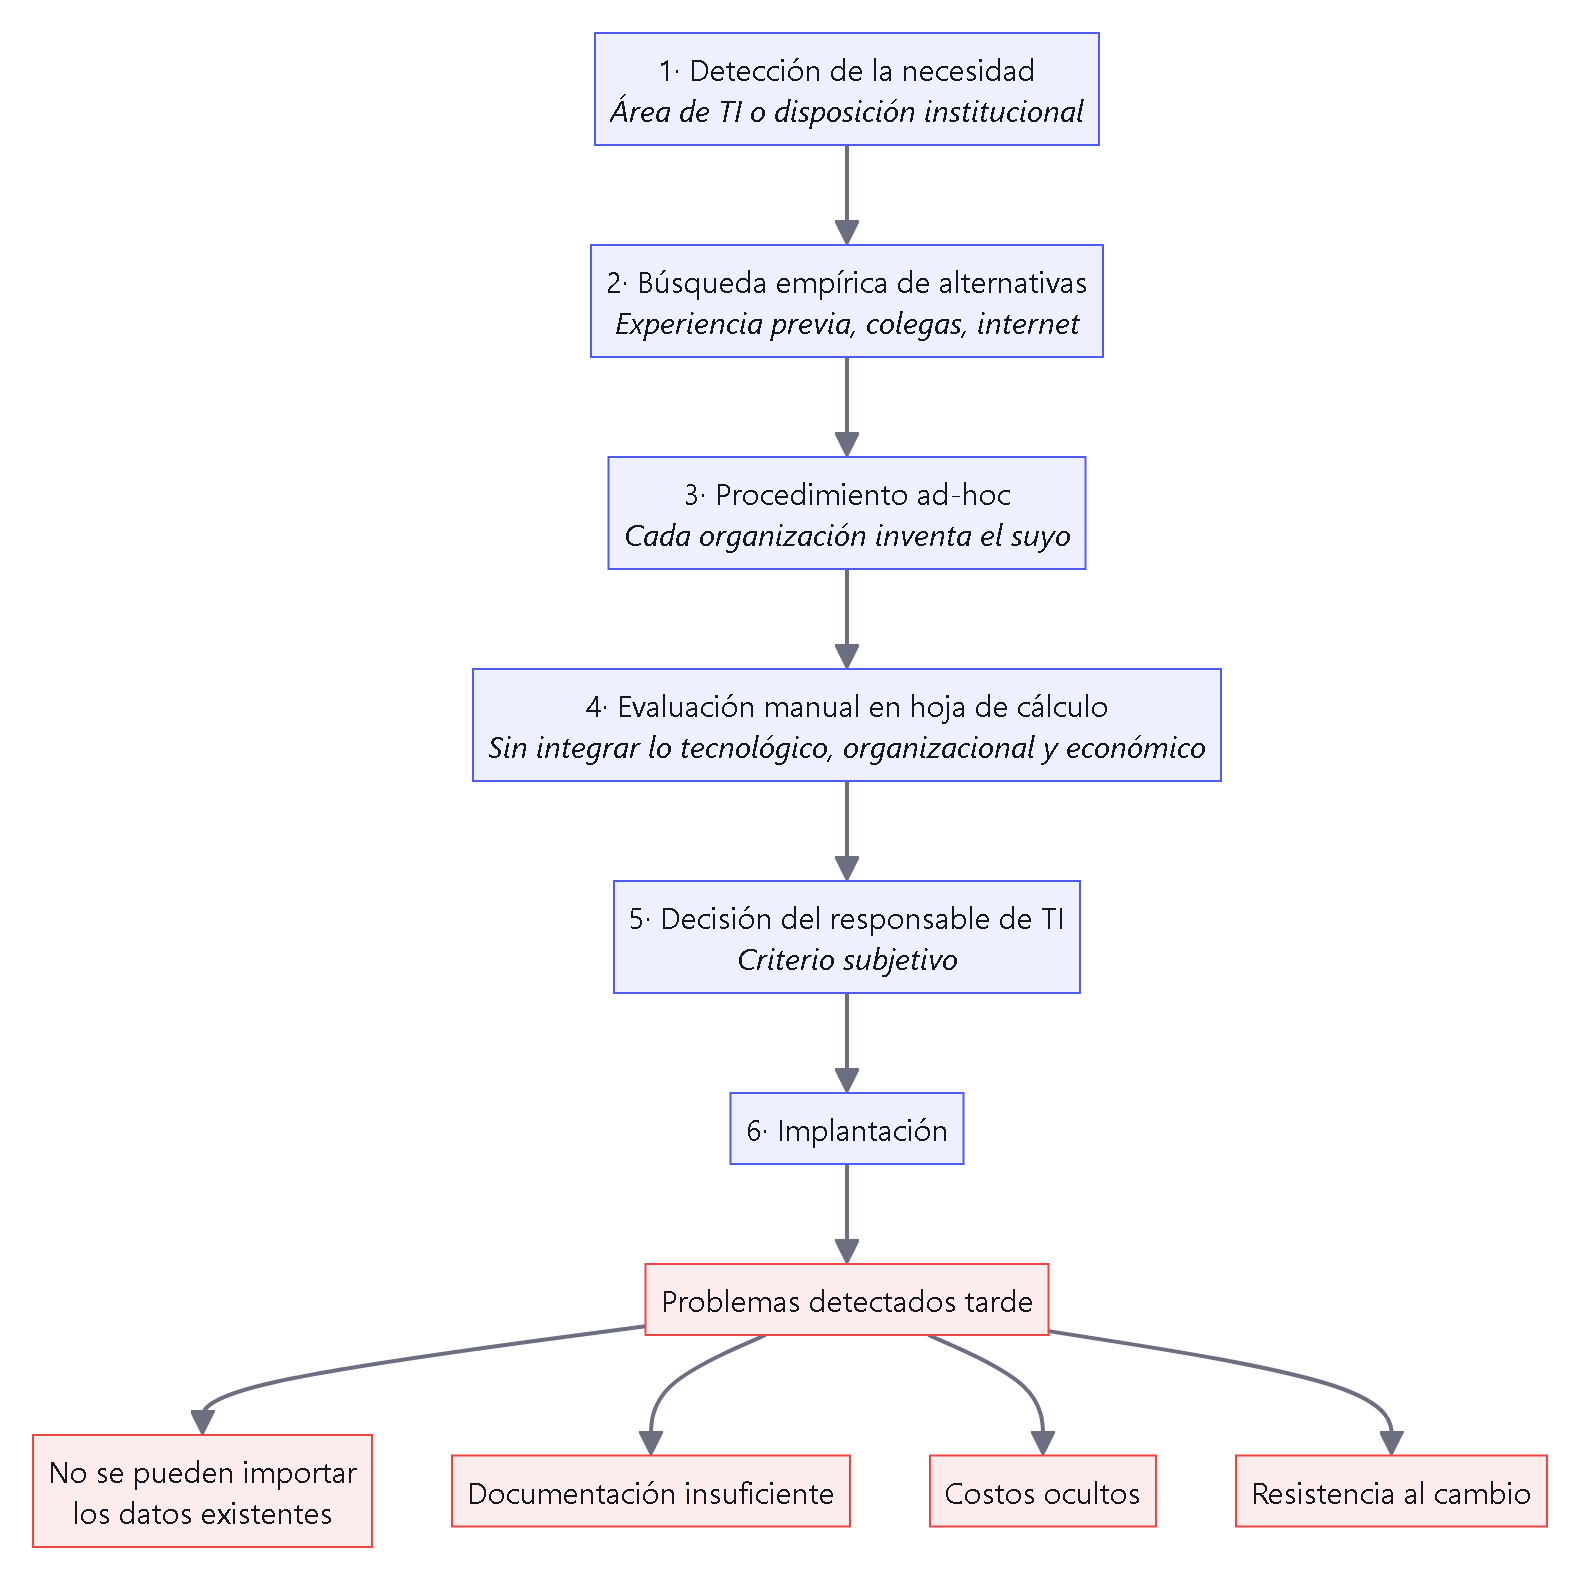 1· Detección de la necesidad
Área de TI o disposición institucional
2· Búsqueda empírica de alternativas
Experiencia previa, colegas, internet
3· Procedimiento ad-hoc
Cada organización inventa el suyo
4· Evaluación manual en hoja de cálculo
Sin integrar lo tecnológico, organizacional y económico
5· Decisión del responsable de TI
Criterio subjetivo
6· Implantación
Problemas detectados tarde
No se pueden importar
los datos existentes
Documentación insuficiente
Costos ocultos
Resistencia al cambio